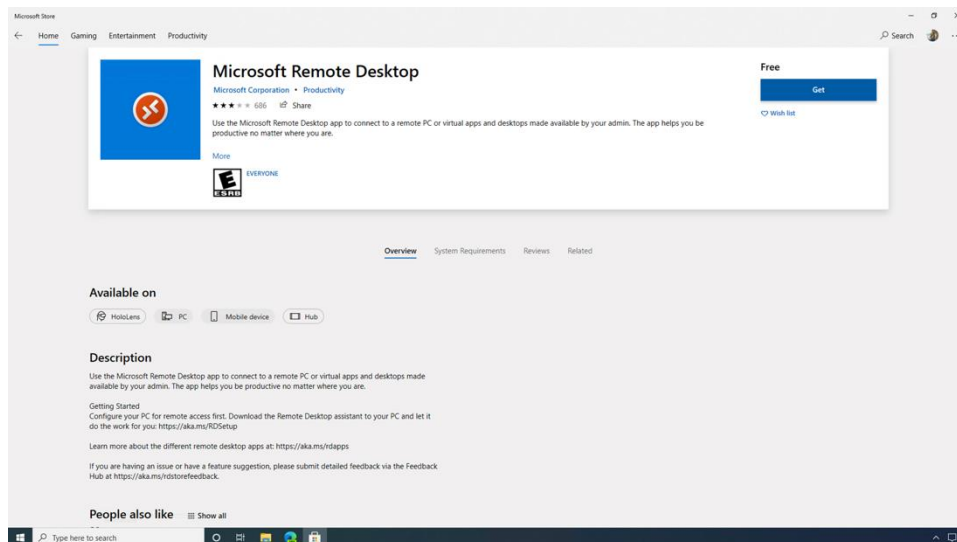 Microsoft Store
Home Gaming Entertainment Productivity Search
Microsoft Remote Desktop
Microsoft Corporation • Productivity
686 Share
Use the Microsoft Remote Desktop app to connect to a remote PC or virtual apps and desktops made available by your admin. The app helps you be
productive no matter where you are.
More
E
ESRB
EVERYONE
Free
Get
Wish list
Overview System Requirements Reviews Related
Available on
HoloLens PC Mobile device Hub
Description
Use the Microsoft Remote Desktop app to connect to a remote PC or virtual apps and desktops made
available by your admin. The app helps you be productive no matter where you are.
Getting Started
Configure your PC for remote access first. Download the Remote Desktop assistant to your PC and let it
do the work for you: https://aka.ms/RDSetup
Learn more about the different remote desktop apps at: https://aka.ms/rdapps
If you are having an issue or have a feature suggestion, please submit detailed feedback via the Feedback
Hub at https://aka.ms/rdstorefeedback.
People also like Show all
Type here to search